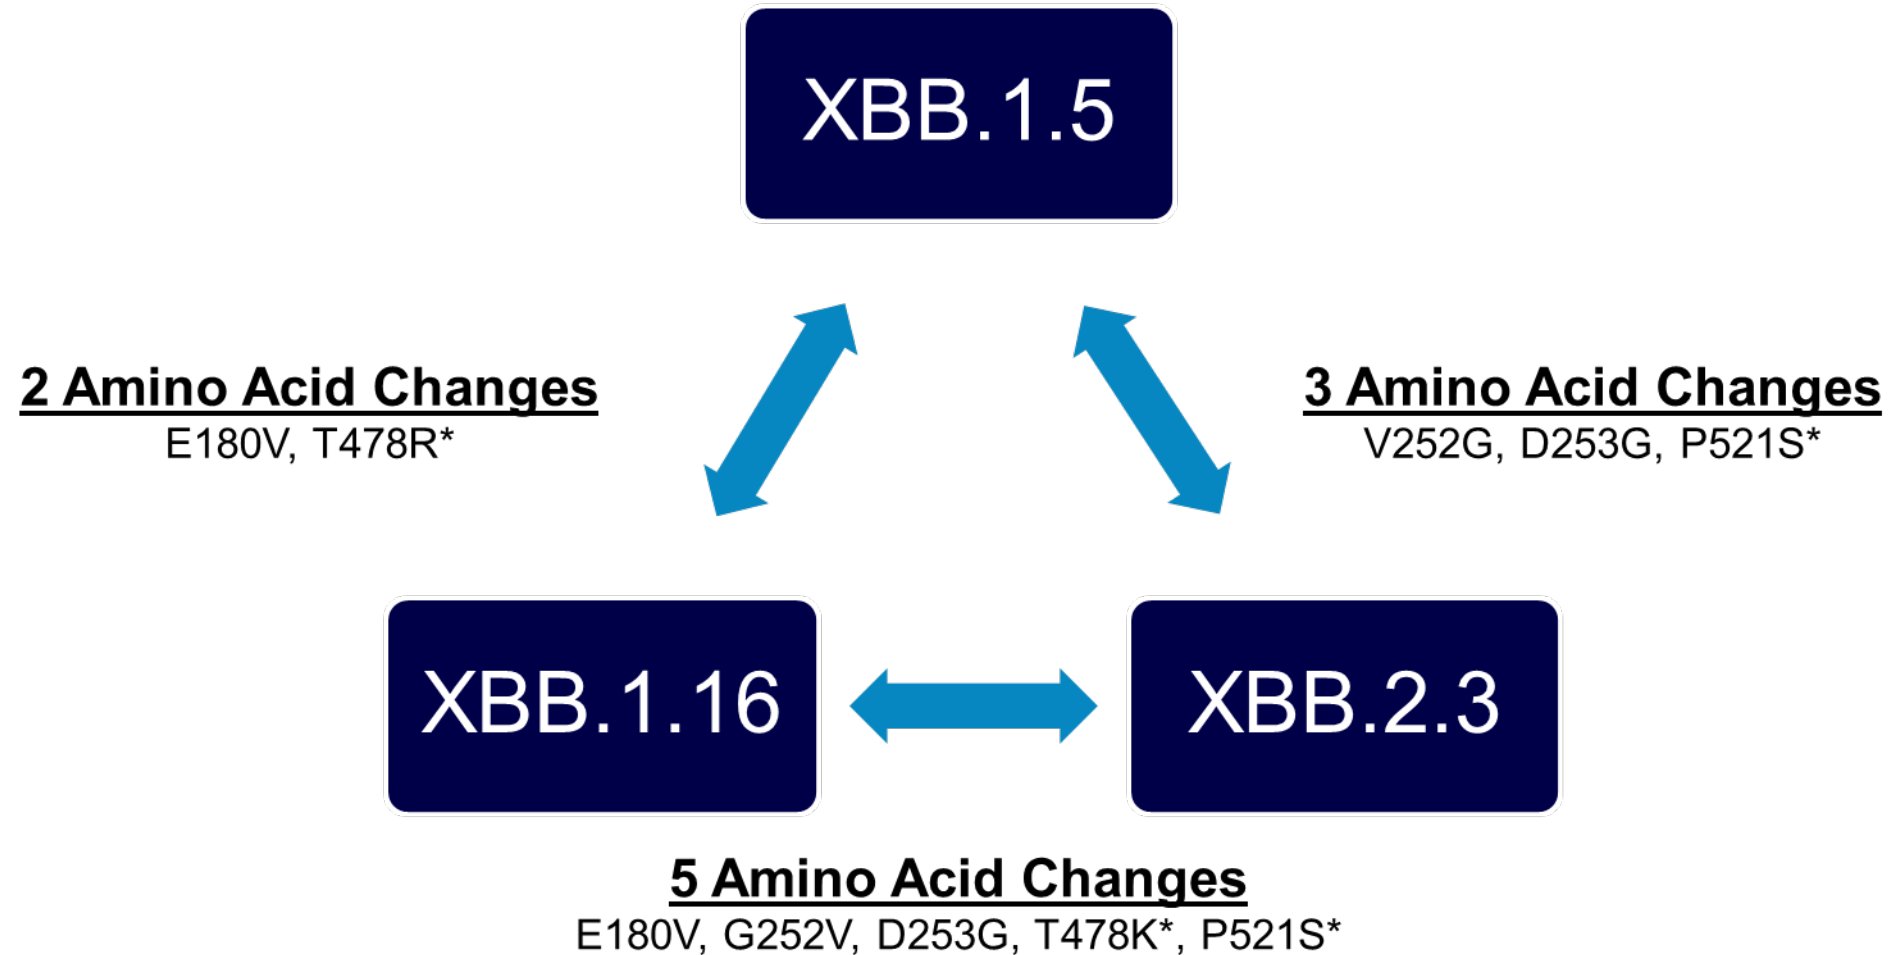 XBB.1.5
2 Amino Acid Changes
E180V, T478R*
3 Amino Acid Changes
V252G, D253G, P521S*
XBB.1.16
XBB.2.3
5 Amino Acid Changes
E180V, G252V, D253G, T478K*, P521S*